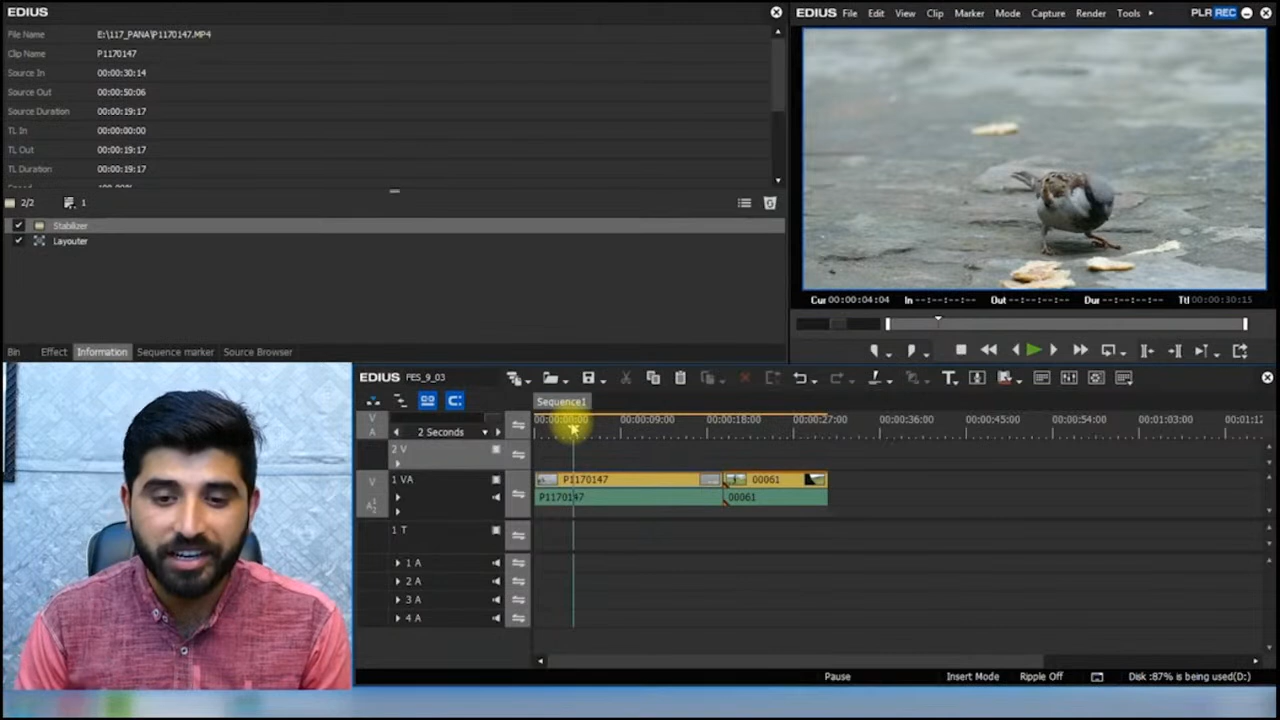 EDIUS
File Name E:\117_PANA\P1170147.MP4
Clip Name P1170147
Source In 00:00:30:14
Source Out 00:00:50:06
Source Duration 00:00:19:17
TL In 00:00:00:00
TL Out 00:00:19:17
TL Duration 00:00:19:17
2/2 1
Stabilizer
Layouter
Bin Effect Information Sequence marker Source Browser
EDIUS File Edit View Clip Marker Mode Capture Render Tools PLR REC
Cur 00:00:04:04 In --:--:--:-- Out --:--:--:-- Dur --:--:--:-- Ttl 00:00:30:15
EDIUS FES_9_03
Sequence1
V
A
2 Seconds
00:00:09:00 00:00:18:00 00:00:27:00 00:00:36:00 00:00:45:00 00:00:54:00 00:01:03:00 00:01:12
2 V
V 1 VA P1170147 00061
A 1 2 P1170147 00061
1 T
1 A
2 A
3 A
4 A
Pause Insert Mode Ripple Off Disk :87% is being used(D:)